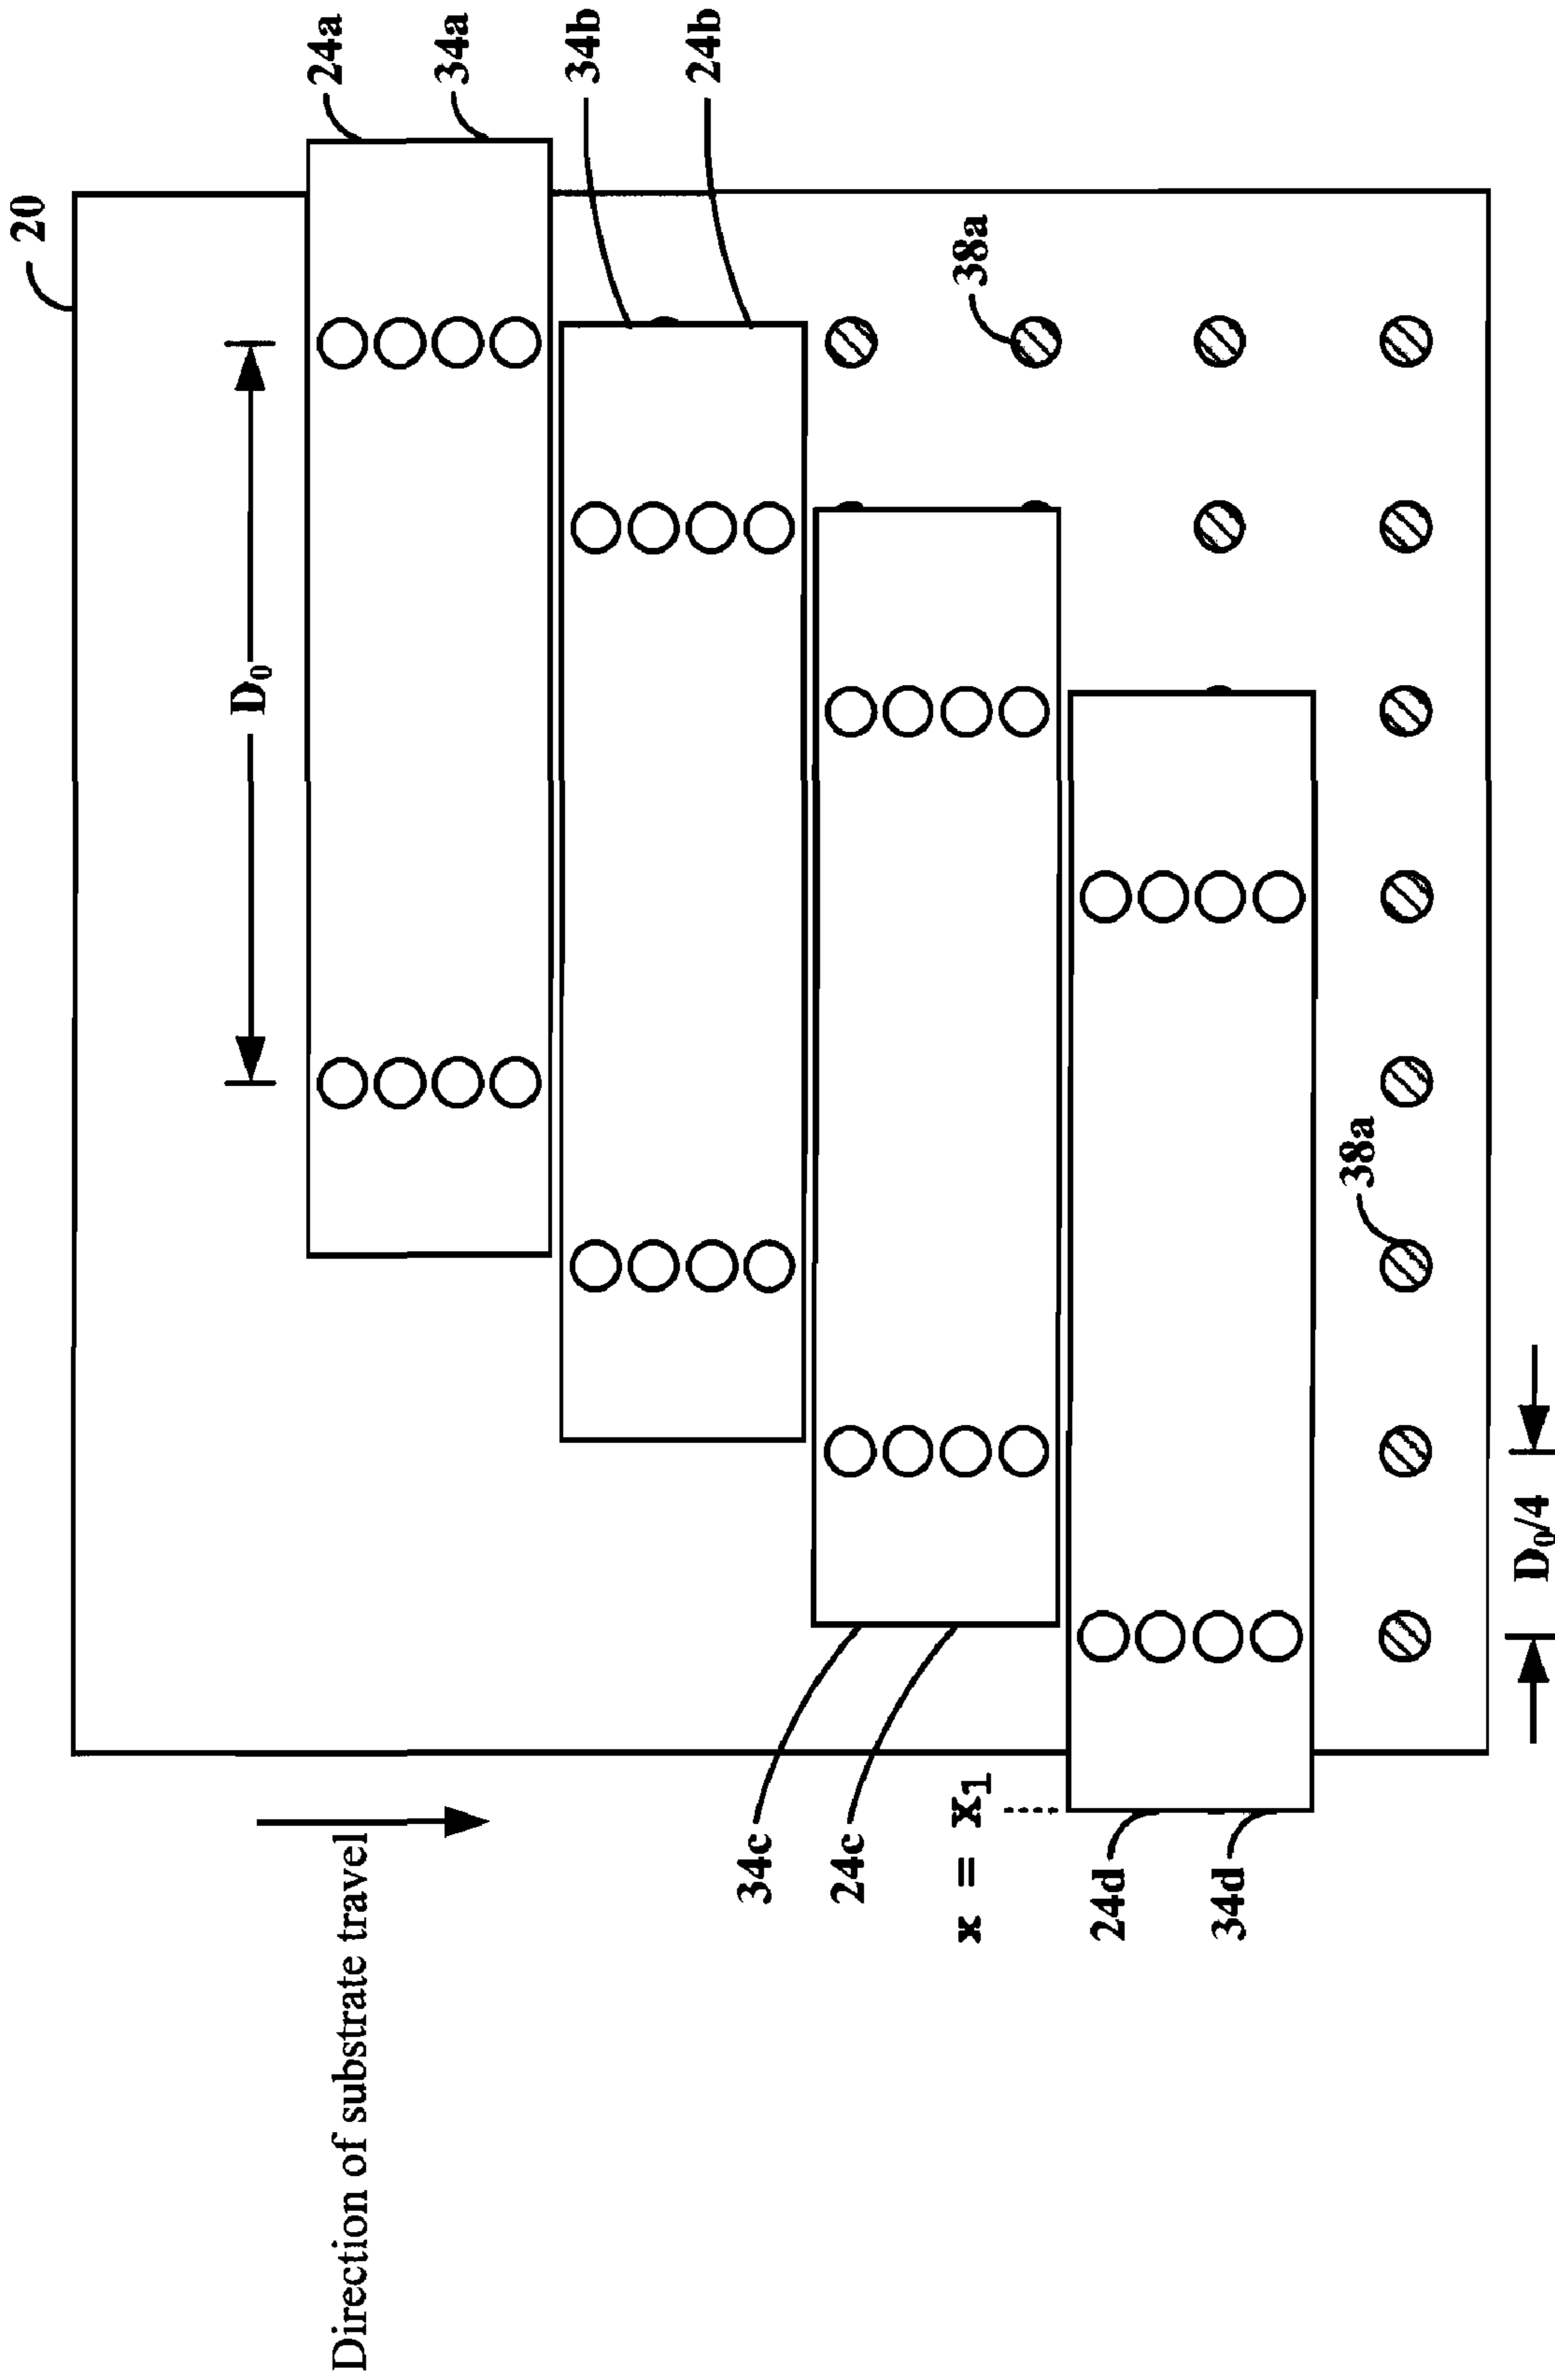 20
24a
34a
34b
24b
D₀
38a
38a
D₀/4
34c
24c
x = x₁
24d
34d
Direction of substrate travel